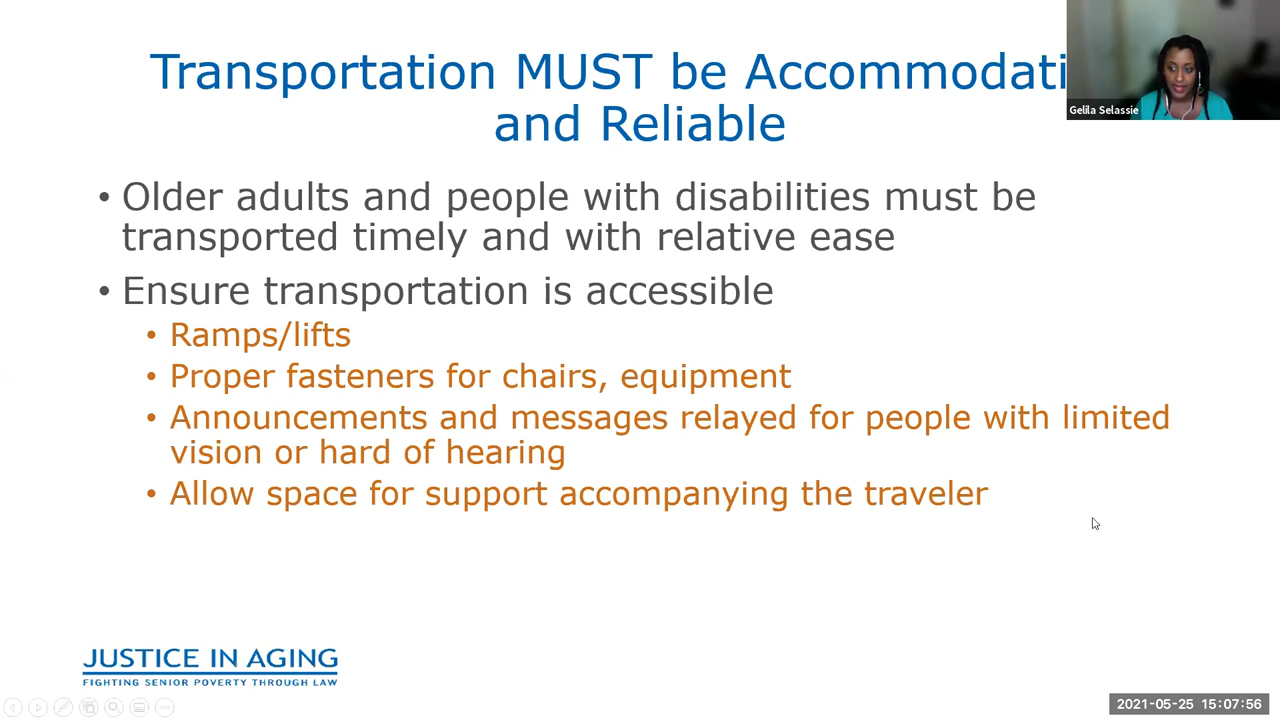 Transportation MUST be Accommodati
and Reliable
Gelila Selassie
• Older adults and people with disabilities must be
transported timely and with relative ease
• Ensure transportation is accessible
• Ramps/lifts
• Proper fasteners for chairs, equipment
• Announcements and messages relayed for people with limited
vision or hard of hearing
• Allow space for support accompanying the traveler
JUSTICE IN AGING
FIGHTING SENIOR POVERTY THROUGH LAW
2021-05-25 15:07:56